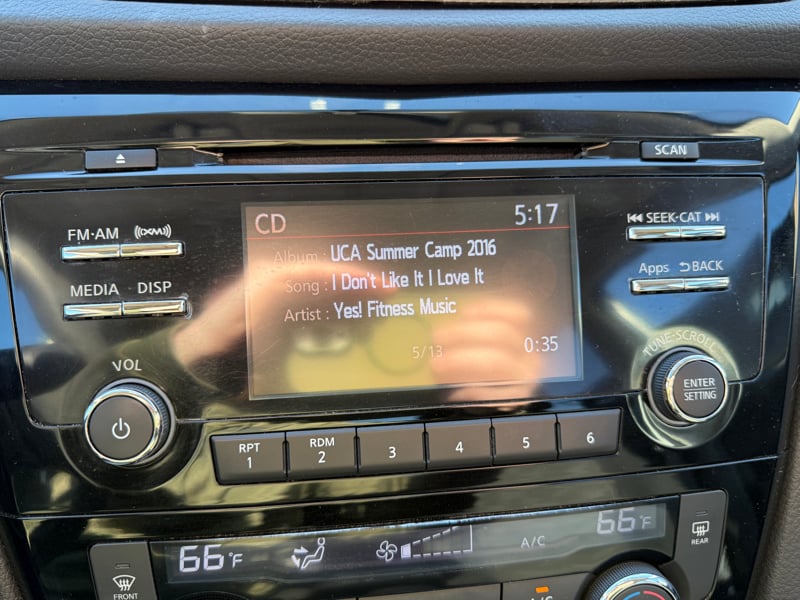 SCAN
FM·AM
(XM)
MEDIA DISP
VOL
CD 5:17
Album : UCA Summer Camp 2016
Song : I Don't Like It I Love It
Artist : Yes! Fitness Music
5/13 0:35
SEEK·CAT
Apps BACK
TUNE·SCROLL
ENTER
SETTING
RPT
1
RDM
2
3
4
5
6
66°F
A/C
66°F
FRONT
REAR